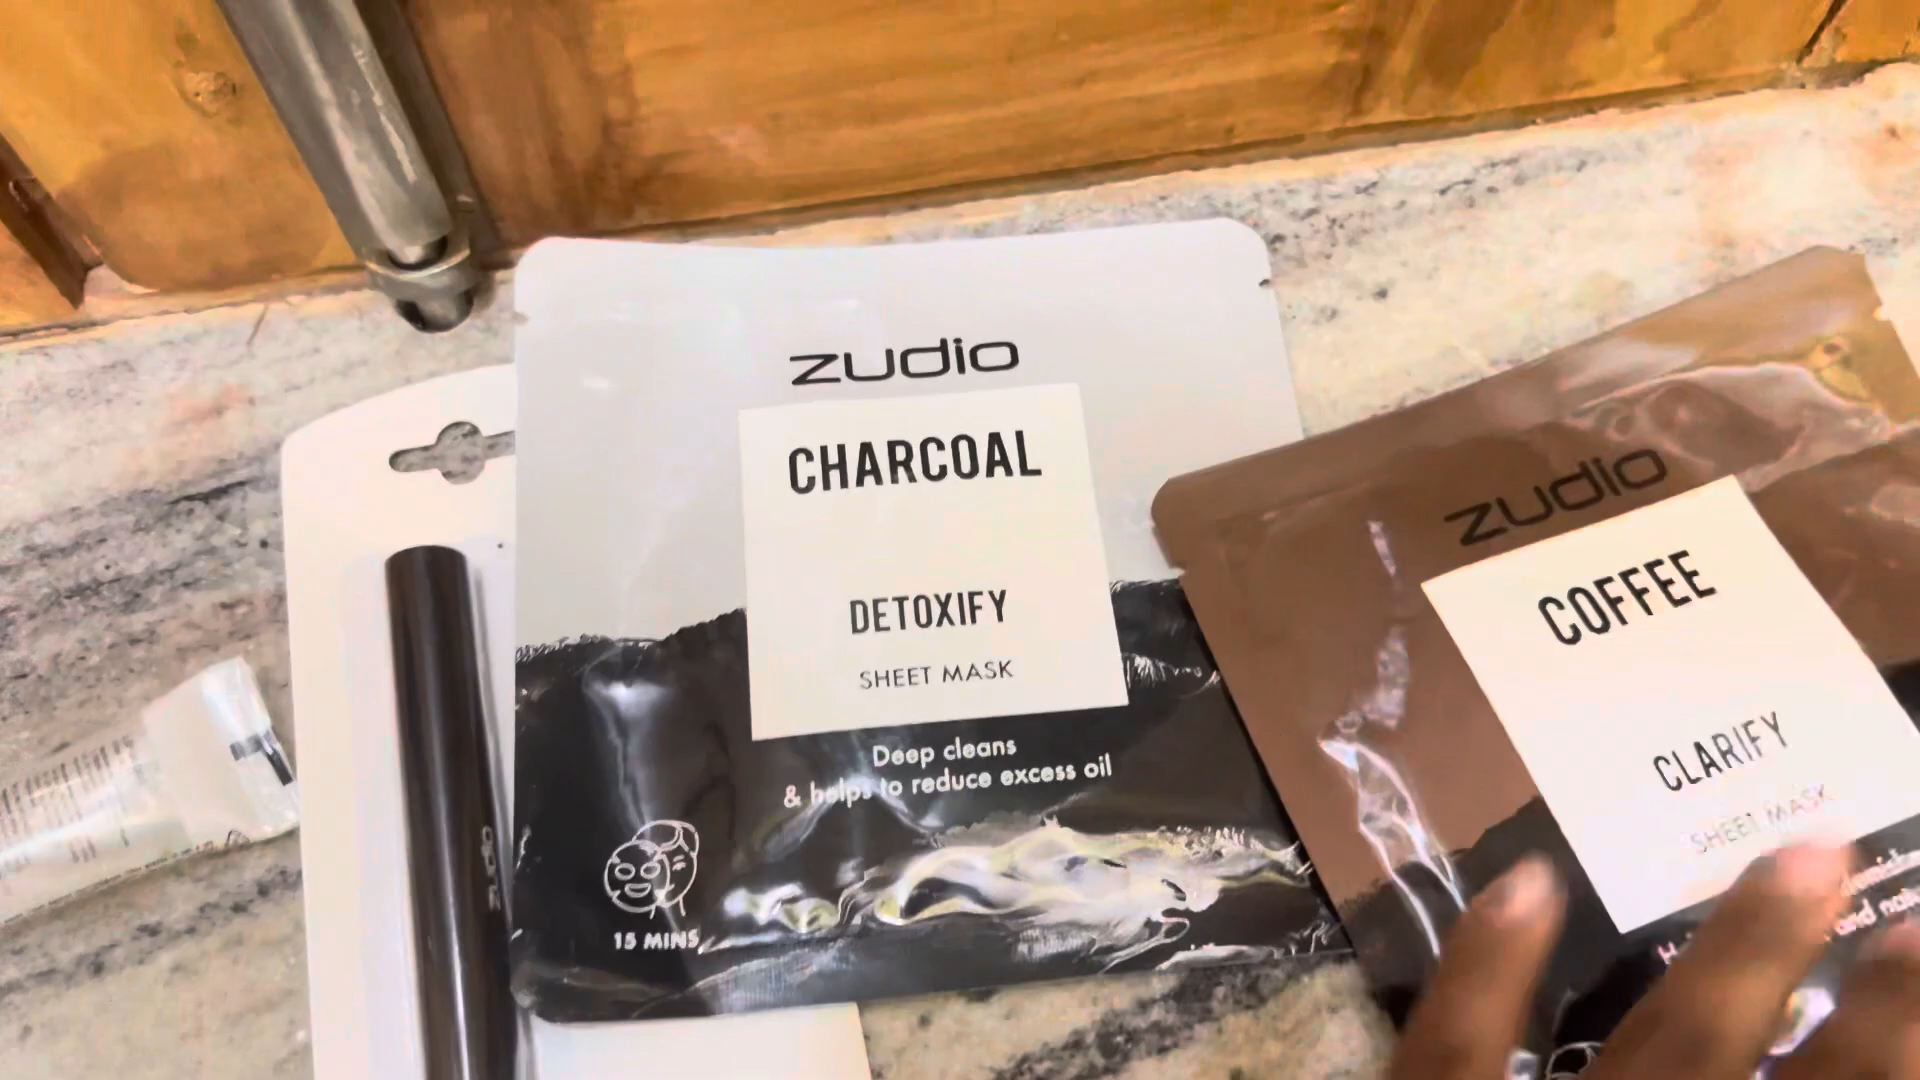 zudio
CHARCOAL
DETOXIFY
SHEET MASK
Deep cleans
& helps to reduce excess oil
15 MINS
zudio
COFFEE
CLARIFY
SHEET MASK
and